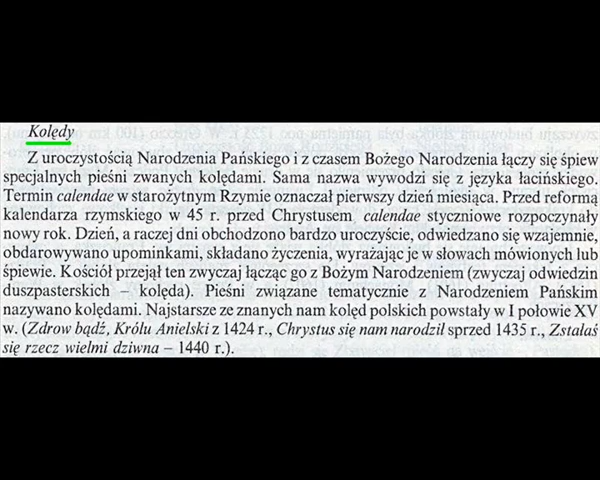 Kolędy
Z uroczystością Narodzenia Pańskiego i z czasem Bożego Narodzenia łączy się śpiew
specjalnych pieśni zwanych kolędami. Sama nazwa wywodzi się z języka łacińskiego.
Termin calendae w starożytnym Rzymie oznaczał pierwszy dzień miesiąca. Przed reformą
kalendarza rzymskiego w 45 r. przed Chrystusem, calendae styczniowe rozpoczynały
nowy rok. Dzień, a raczej dni obchodzono bardzo uroczyście, odwiedzano się wzajemnie,
obdarowywano upominkami, składano życzenia, wyrażając je w słowach mówionych lub
śpiewie. Kościół przejął ten zwyczaj łącząc go z Bożym Narodzeniem (zwyczaj odwiedzin
duszpasterskich – kolęda). Pieśni związane tematycznie z Narodzeniem Pańskim
nazywano kolędami. Najstarsze ze znanych nam kolęd polskich powstały w I połowie XV
w. (Zdrow bądź, Królu Anielski z 1424 r., Chrystus się nam narodził sprzed 1435 r., Zstałaś
się rzecz wielmi dziwna – 1440 r.).